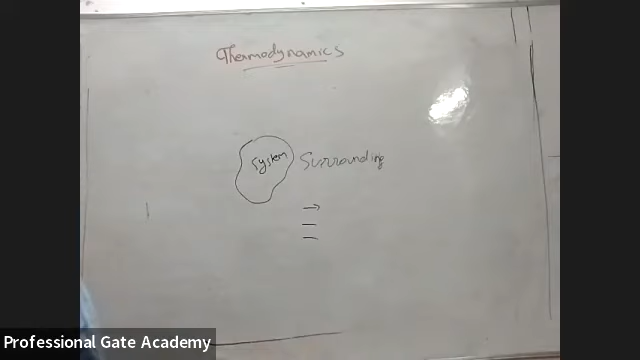 Thermodynamics
System Surrounding
Professional Gate Academy